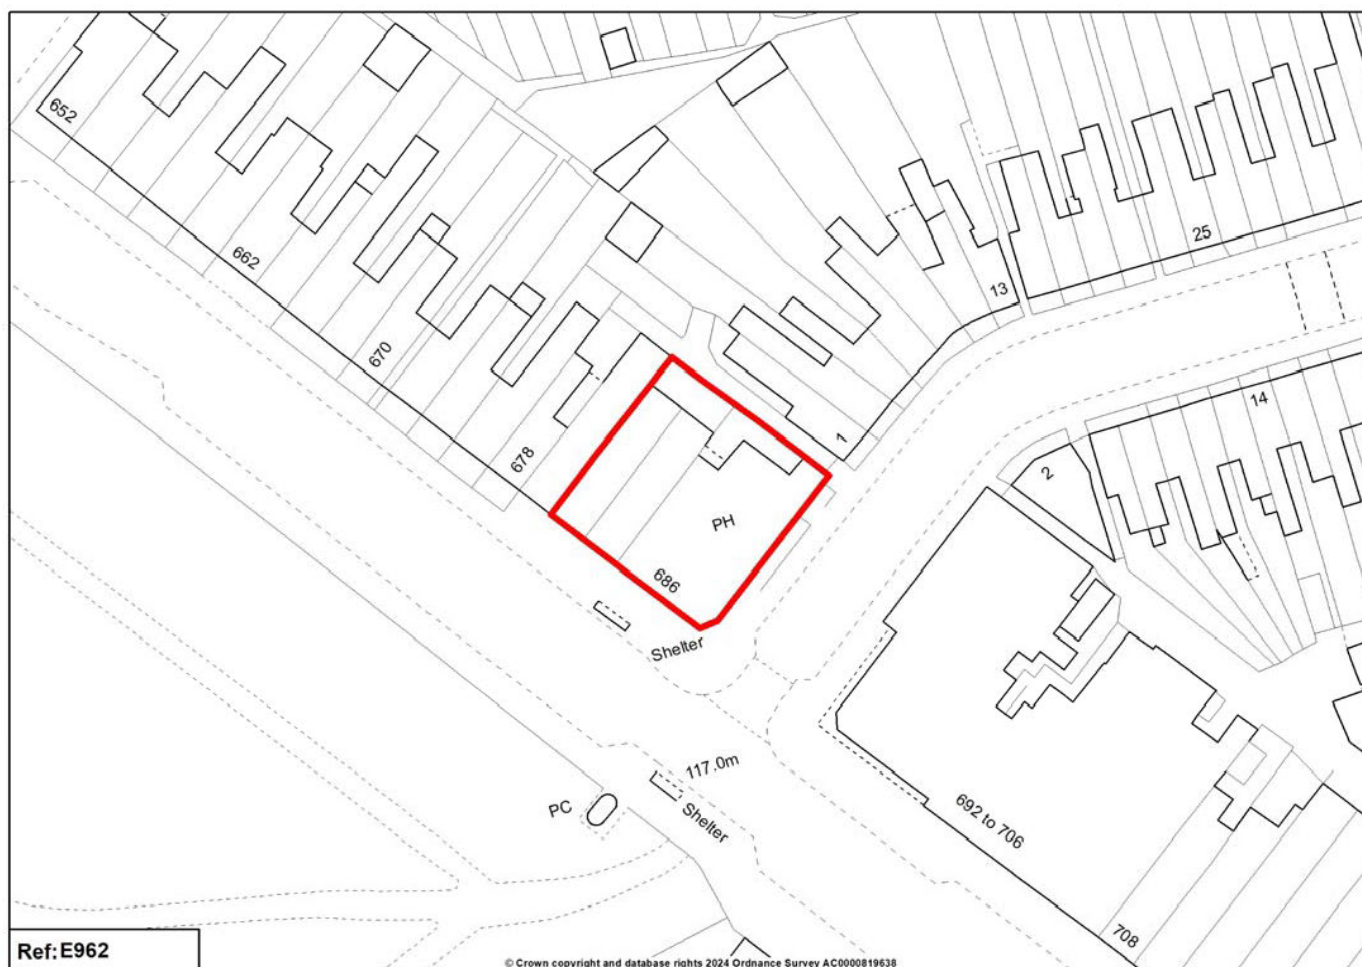 652
662
670
678
686
PH
Shelter
1
13
25
2
14
117.0m
PC
Shelter
692 to 706
708
Ref:E962
© Crown copyright and database rights 2024 Ordnance Survey AC0000819638